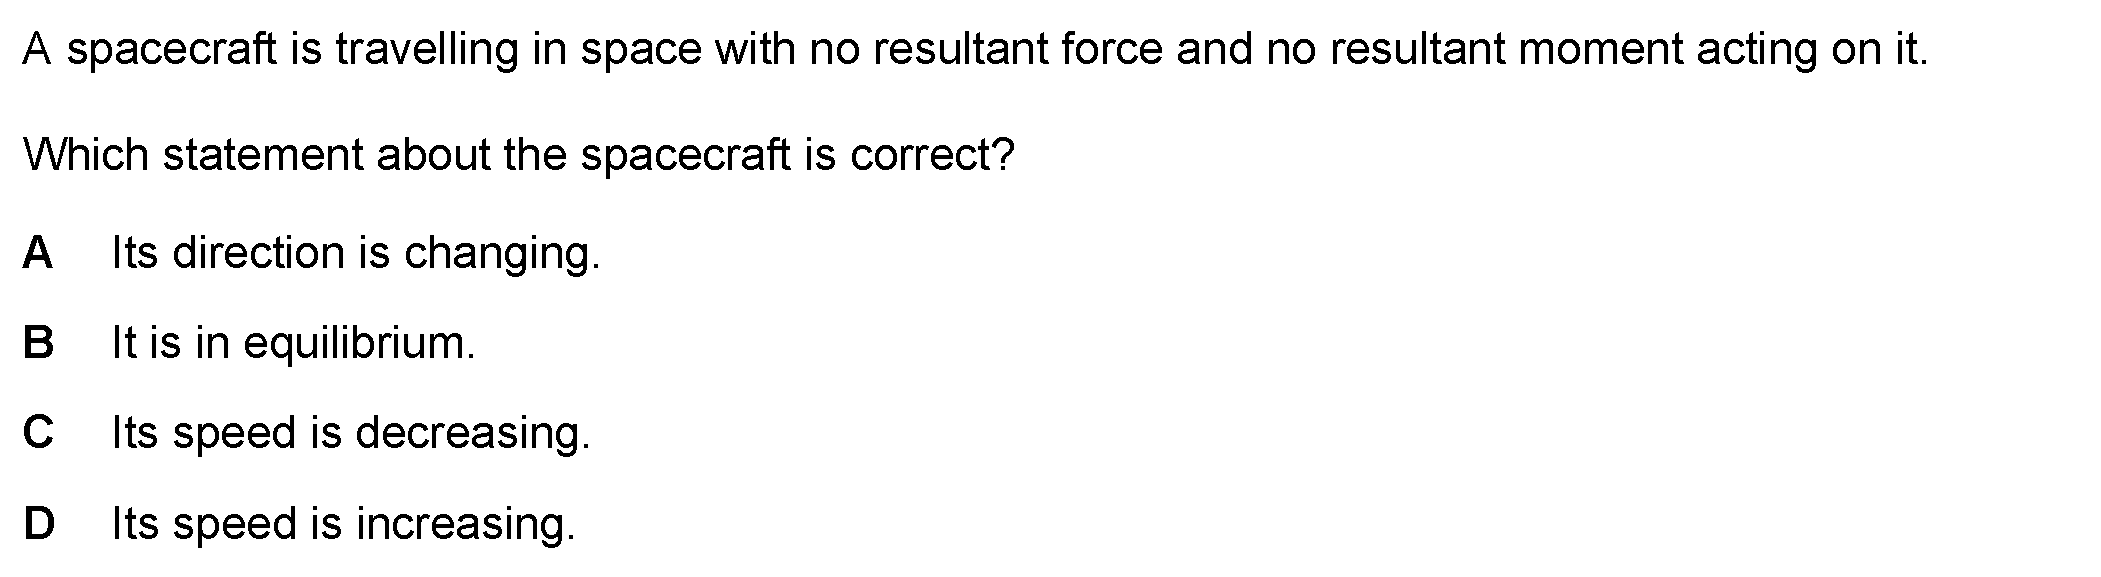 A spacecraft is travelling in space with no resultant force and no resultant moment acting on it.
Which statement about the spacecraft is correct?
A Its direction is changing.
B It is in equilibrium.
C Its speed is decreasing.
D Its speed is increasing.